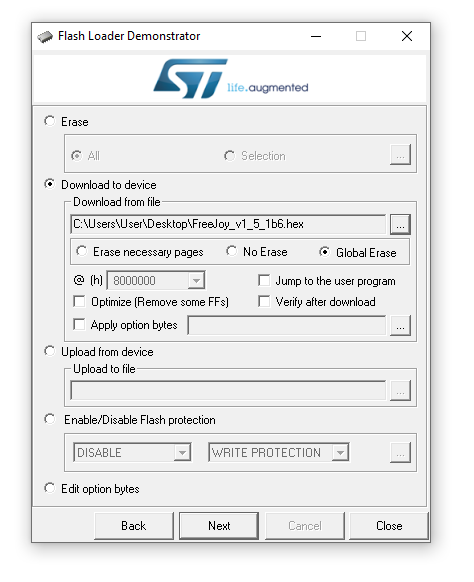 Flash Loader Demonstrator
ST
life.augmented
Erase
All
Selection
...
Download to device
Download from file
C:\Users\User\Desktop\FreeJoy_v1_5_1b6.hex
...
Erase necessary pages
No Erase
Global Erase
@ (h)
8000000
Jump to the user program
Optimize (Remove some FFs)
Verify after download
Apply option bytes
...
Upload from device
Upload to file
...
Enable/Disable Flash protection
DISABLE
WRITE PROTECTION
...
Edit option bytes
Back
Next
Cancel
Close